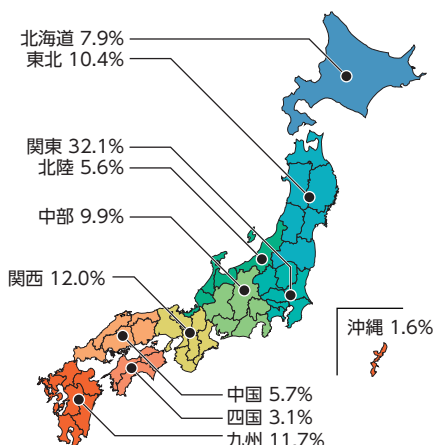 北海道 7.9%
東北 10.4%
関東 32.1%
北陸 5.6%
中部 9.9%
関西 12.0%
沖縄 1.6%
中国 5.7%
四国 3.1%
九州 11.7%